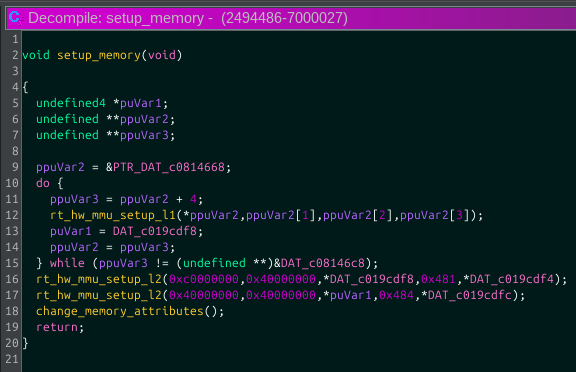 Decompile: setup_memory - (2494486-7000027)
1
2 void setup_memory(void)
3
4 {
5 undefined4 *puVar1;
6 undefined **ppuVar2;
7 undefined **ppuVar3;
8
9 ppuVar2 = &PTR_DAT_c0814668;
10 do {
11 ppuVar3 = ppuVar2 + 4;
12 rt_hw_mmu_setup_l1(*ppuVar2,ppuVar2[1],ppuVar2[2],ppuVar2[3]);
13 puVar1 = DAT_c019cdf8;
14 ppuVar2 = ppuVar3;
15 } while (ppuVar3 != (undefined **)&DAT_c08146c8);
16 rt_hw_mmu_setup_l2(0xc0000000,0x40000000,*DAT_c019cdf8,0x481,*DAT_c019cdf4);
17 rt_hw_mmu_setup_l2(0x40000000,0x40000000,*puVar1,0x484,*DAT_c019cdfc);
18 change_memory_attributes();
19 return;
20 }
21